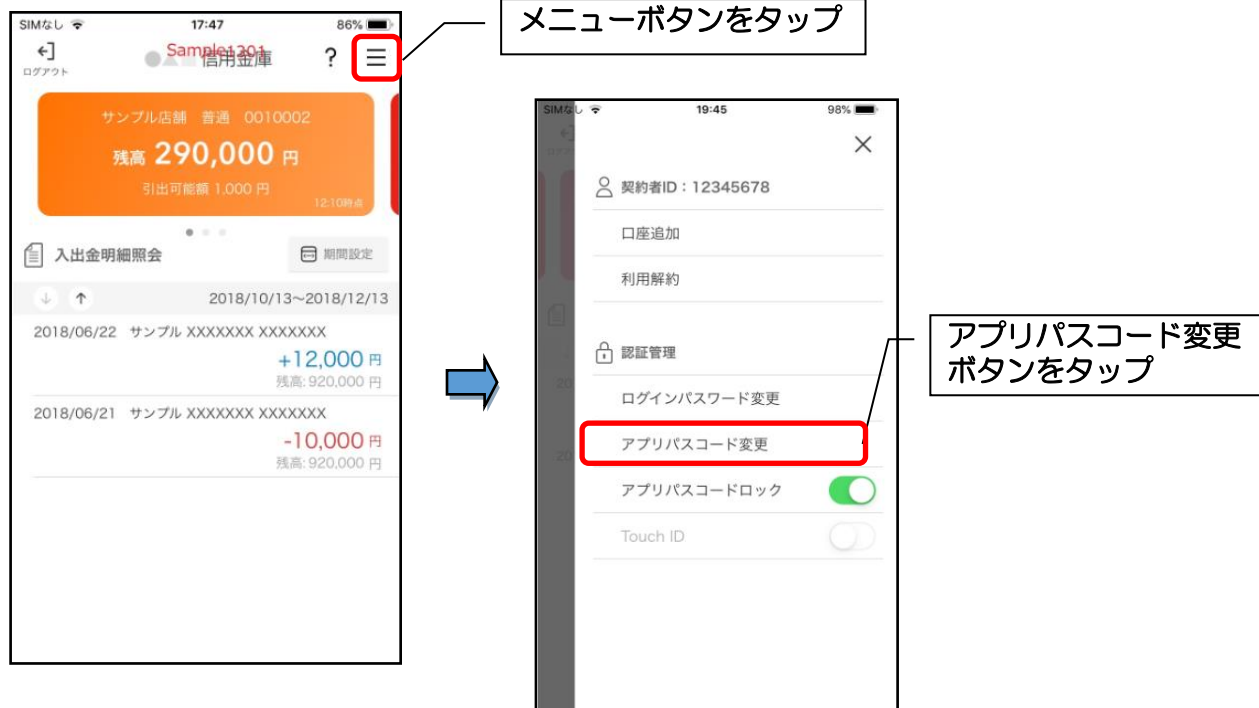 SIMなし 17:47 86%
ログアウト
Sample1201
信用金庫 ?
メニューボタンをタップ
サンプル店舗 普通 0010002
残高 290,000 円
引出可能額 1,000 円
12:10時点
入出金明細照会 期間設定
2018/10/13~2018/12/13
2018/06/22 サンプル XXXXXXX XXXXXXX
+12,000 円
残高: 920,000 円
2018/06/21 サンプル XXXXXXX XXXXXXX
-10,000 円
残高: 920,000 円
SIMなし 19:45 98%
契約者ID:12345678
口座追加
利用解約
認証管理
ログインパスワード変更
アプリパスコード変更
アプリパスコードロック
Touch ID
20
20
アプリパスコード変更
ボタンをタップ